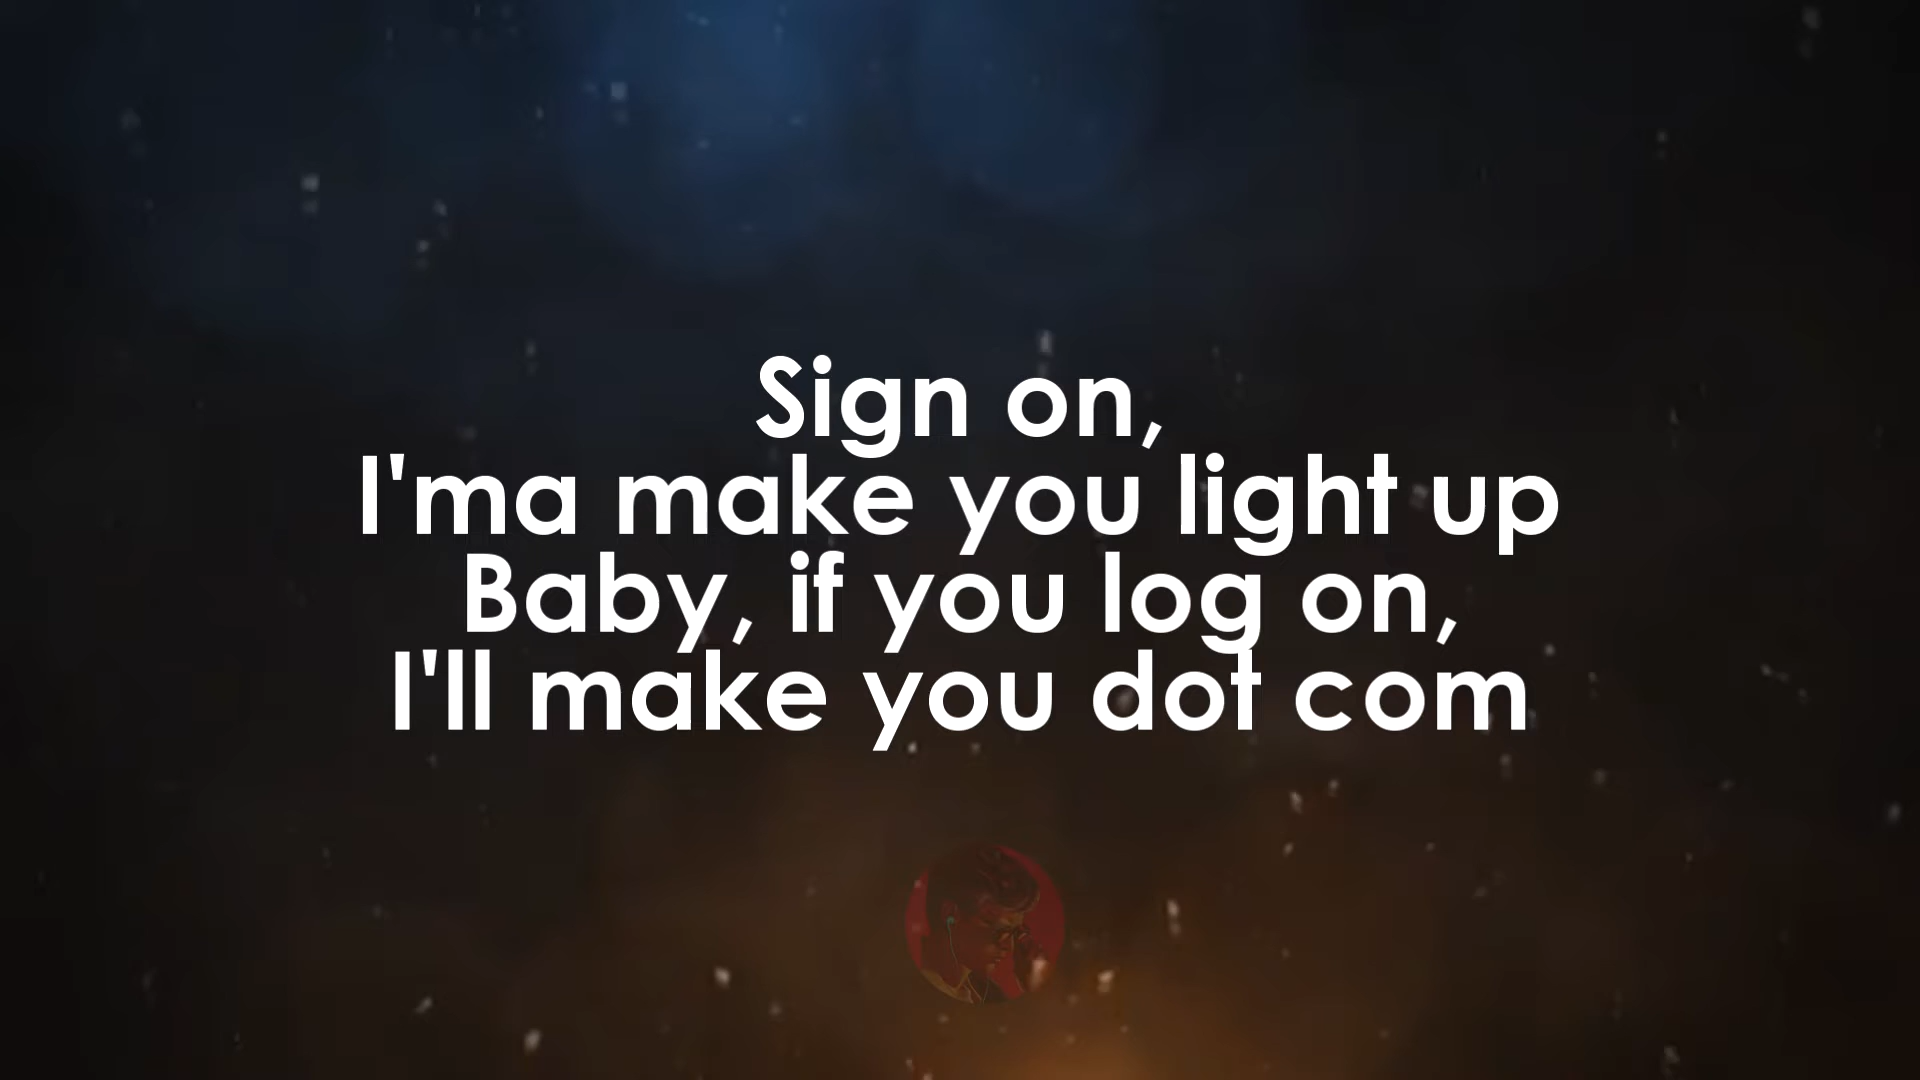 Sign on,
I'ma make you light up
Baby, if you log on,
I'll make you dot com